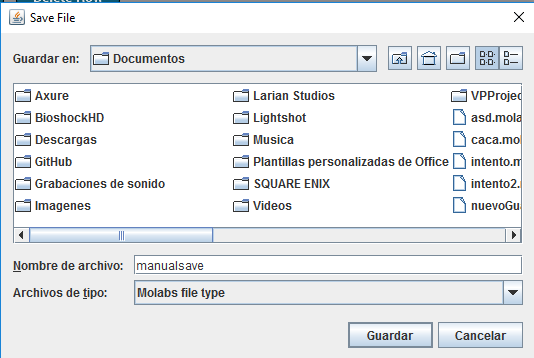 Save File
Guardar en:
Documentos
Axure
BioshockHD
Descargas
GitHub
Grabaciones de sonido
Imagenes
Larian Studios
Lightshot
Musica
Plantillas personalizadas de Office
SQUARE ENIX
Videos
VPProjec
asd.mola
caca.mol
intento.m
intento2.
nuevoGua
Nombre de archivo:
manualsave
Archivos de tipo:
Molabs file type
Guardar
Cancelar